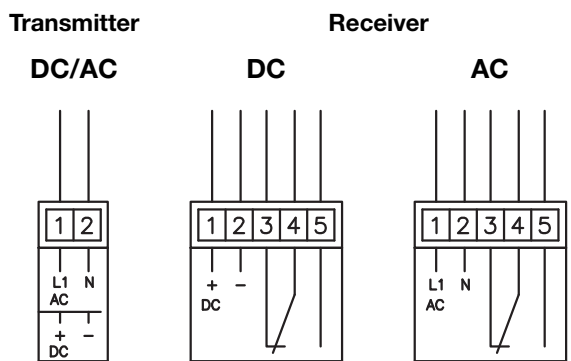 Transmitter Receiver
DC/AC DC AC
1 2 1 2 3 4 5 1 2 3 4 5
L1 N + − L1 N
AC DC AC
+ −
DC